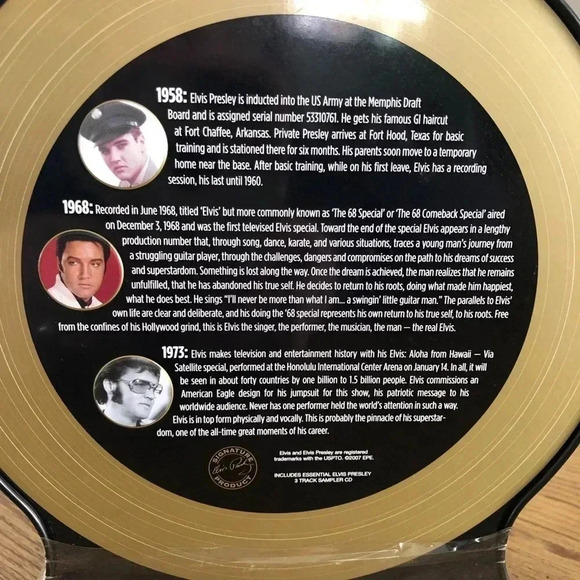 1958: Elvis Presley is inducted into the US Army at the Memphis Draft
Board and is assigned serial number 53310761. He gets his famous GI haircut
at Fort Chaffee, Arkansas. Private Presley arrives at Fort Hood, Texas for basic
training and is stationed there for six months. His parents soon move to a temporary
home near the base. After basic training, while on his first leave, Elvis has a recording
session, his last until 1960.
1968: Recorded in June 1968, titled 'Elvis' but more commonly known as 'The 68 Special' or 'The 68 Comeback Special' aired
on December 3, 1968 and was the first televised Elvis special. Toward the end of the special Elvis appears in a lengthy
production number that, through song, dance, karate, and various situations, traces a young man's journey from
a struggling guitar player, through the challenges, dangers and compromises on the path to his dreams of success
and superstardom. Something is lost along the way. Once the dream is achieved, the man realizes that he remains
unfulfilled, that he has abandoned his true self. He decides to return to his roots, doing what made him happiest,
what he does best. He sings "I'll never be more than what I am... a swingin' little guitar man." The parallels to Elvis'
own life are clear and deliberate, and his doing the '68 special represents his own return to his true self, to his roots. Free
from the confines of his Hollywood grind, this is Elvis the singer, the performer, the musician, the man — the real Elvis.
1973: Elvis makes television and entertainment history with his Elvis: Aloha from Hawaii — Via
Satellite special, performed at the Honolulu International Center Arena on January 14. In all, it will
be seen in about forty countries by one billion to 1.5 billion people. Elvis commissions an
American Eagle design for his jumpsuit for this show, his patriotic message to his
worldwide audience. Never has one performer held the world's attention in such a way.
Elvis is in top form physically and vocally. This is probably the pinnacle of his superstar-
dom, one of the all-time great moments of his career.
SIGNATURE
Elvis Presley
PRODUCT
Elvis and Elvis Presley are registered
trademarks with the USPTO. ©2007 EPE.
INCLUDES ESSENTIAL ELVIS PRESLEY
3 TRACK SAMPLER CD